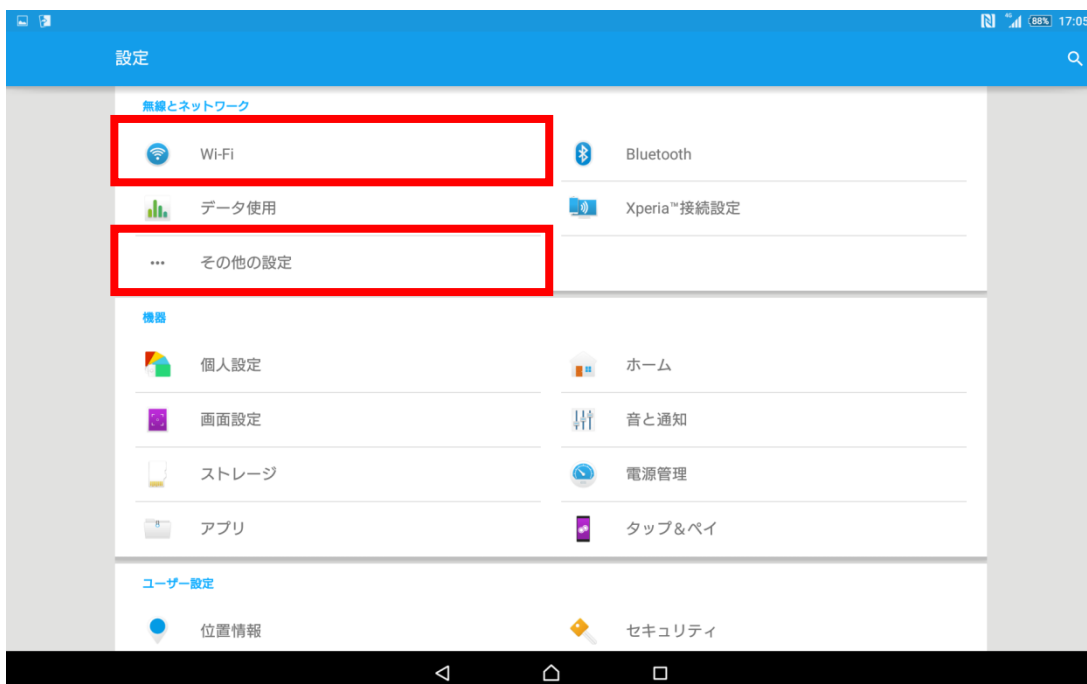 4G 88% 17:05
設定
無線とネットワーク
Wi-Fi
Bluetooth
データ使用
Xperia™接続設定
その他の設定
機器
個人設定
ホーム
画面設定
音と通知
ストレージ
電源管理
アプリ
タップ&ペイ
ユーザー設定
位置情報
セキュリティ